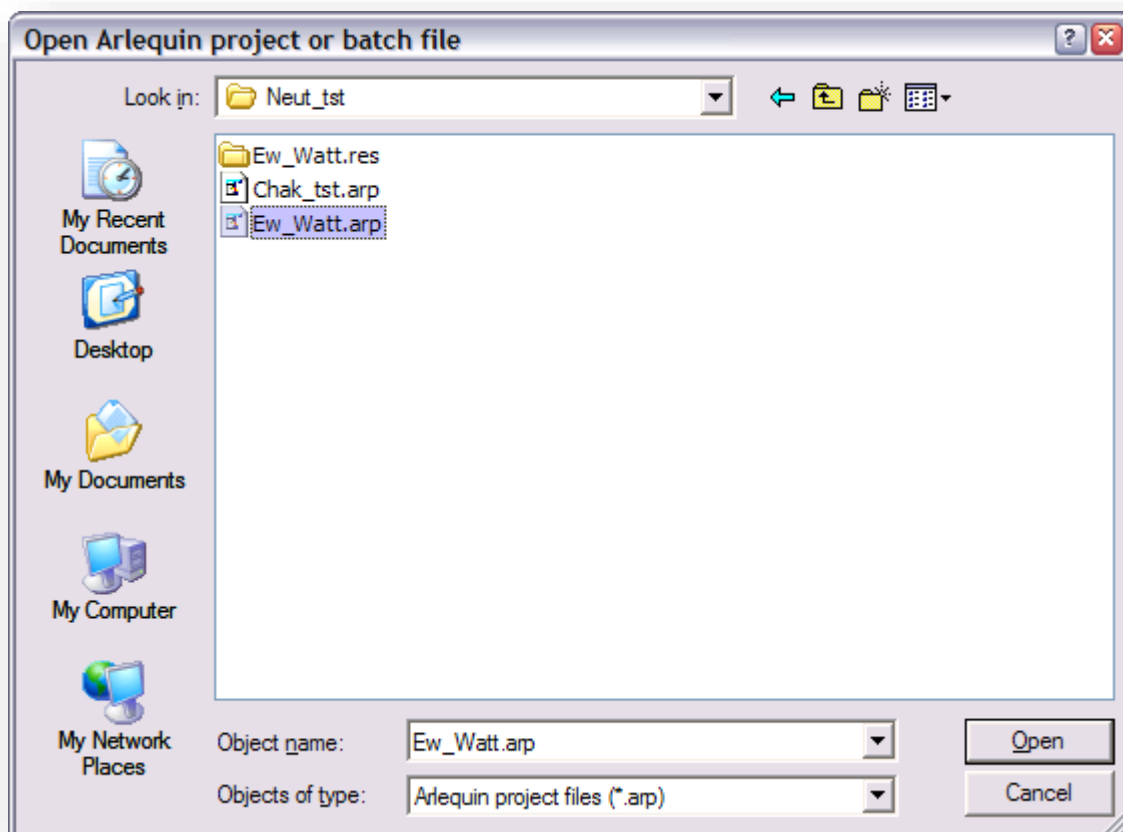 Open Arlequin project or batch file
Look in: Neut_tst
Ew_Watt.res
Chak_tst.arp
Ew_Watt.arp
My Recent
Documents
Desktop
My Documents
My Computer
My Network
Places
Object name: Ew_Watt.arp Open
Objects of type: Arlequin project files (*.arp) Cancel